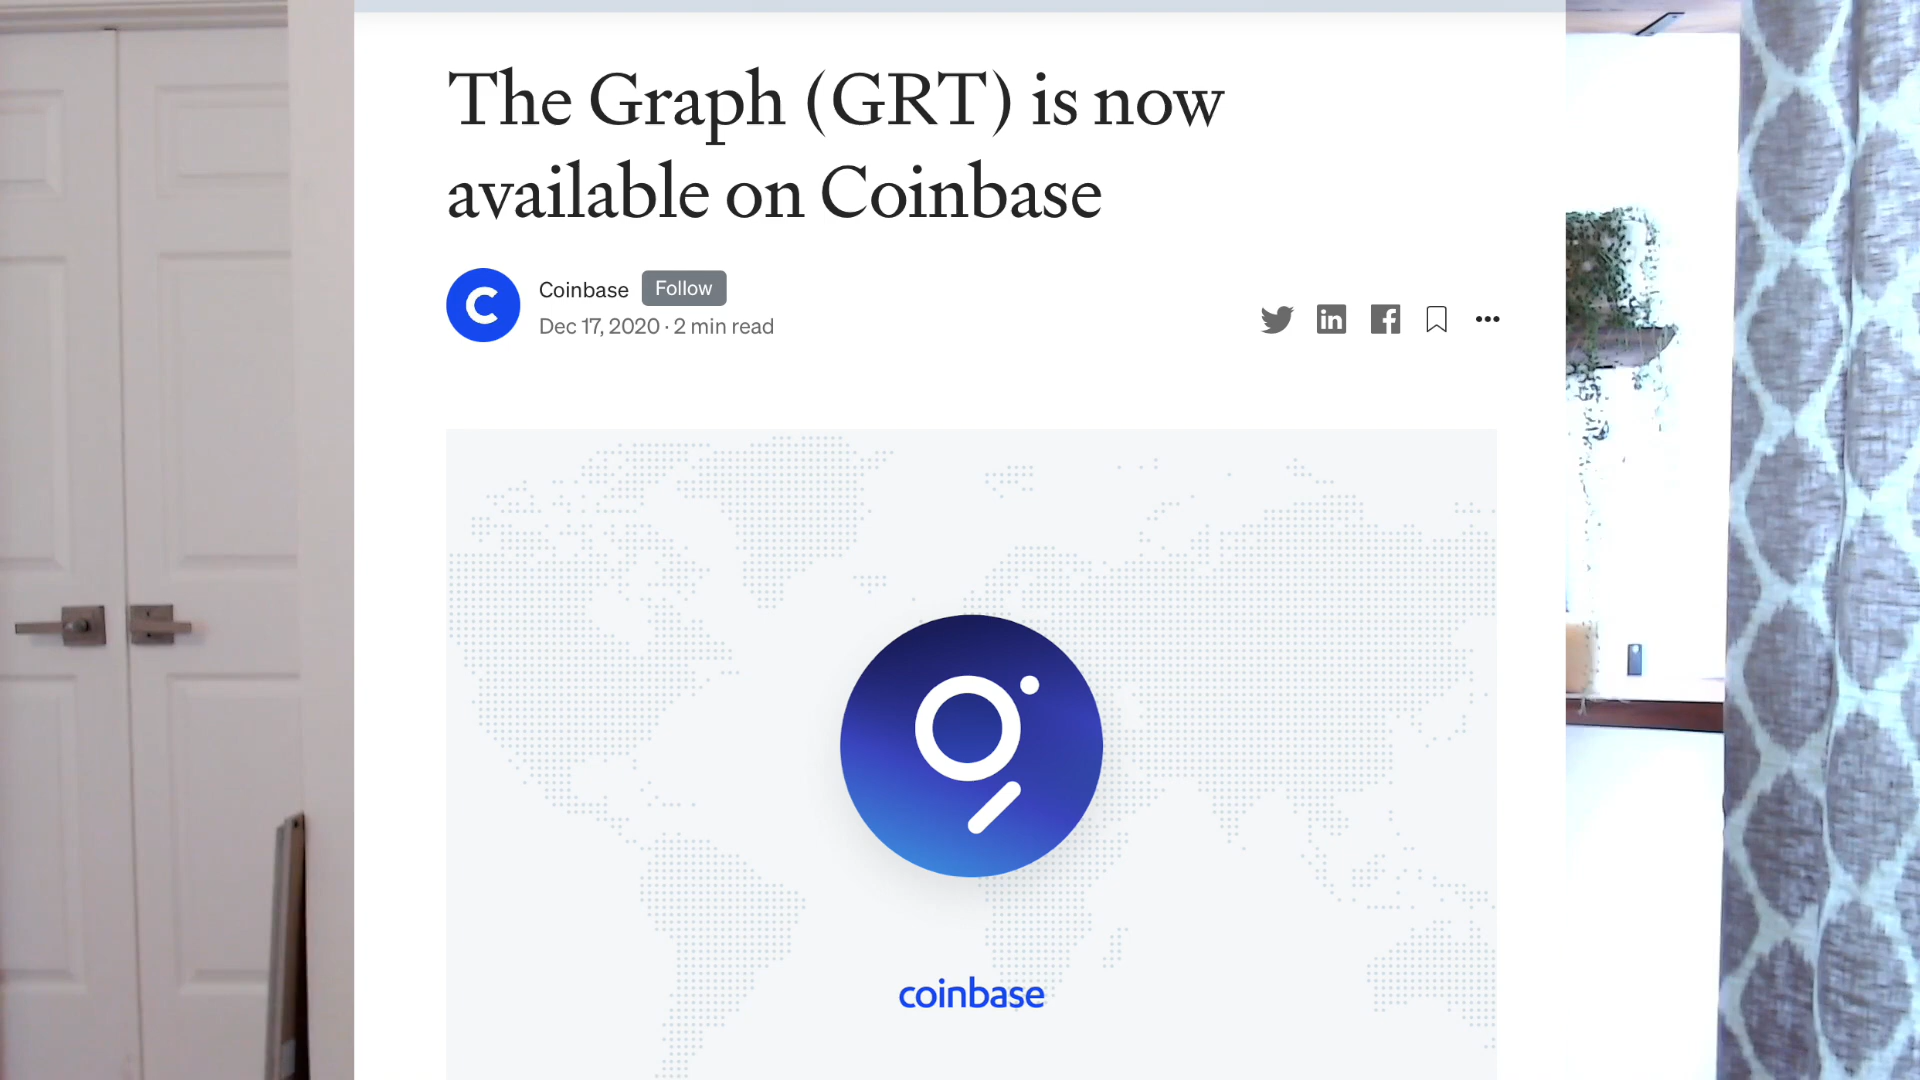 The Graph (GRT) is now
available on Coinbase
Coinbase Follow
Dec 17, 2020 · 2 min read
coinbase